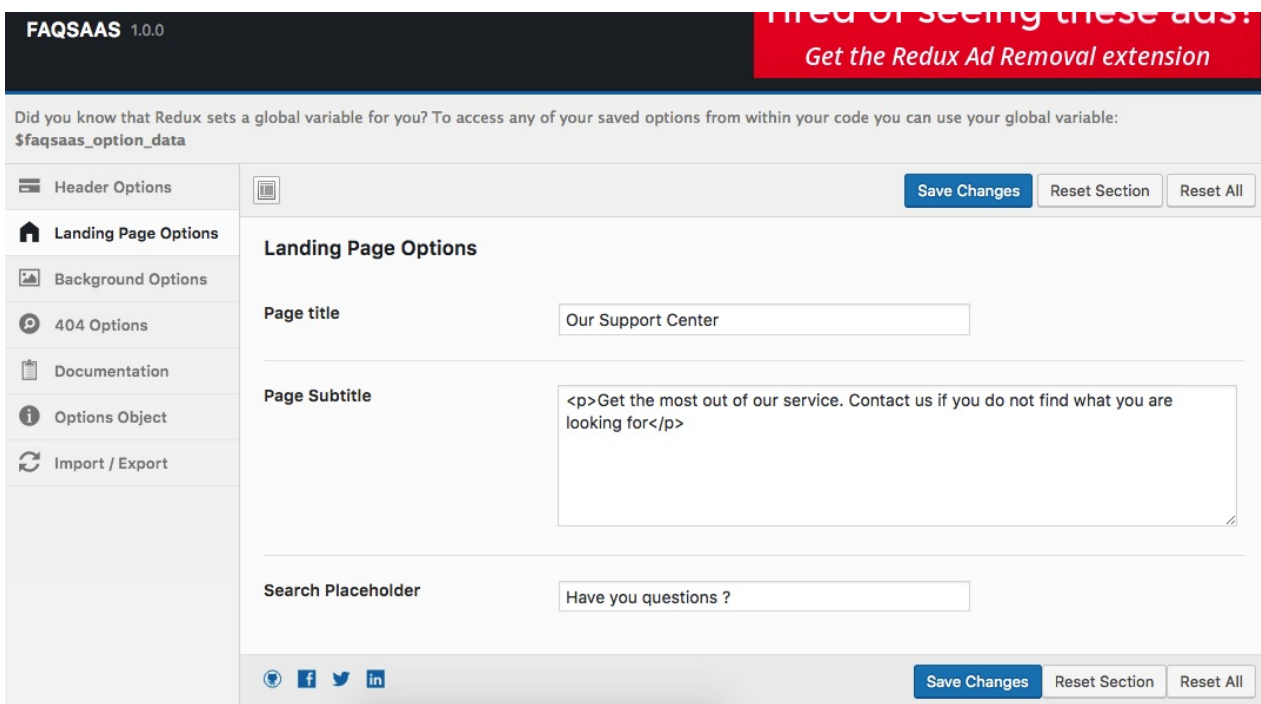 FAQSAAS 1.0.0
Tired of seeing these ads?
Get the Redux Ad Removal extension
Did you know that Redux sets a global variable for you? To access any of your saved options from within your code you can use your global variable:
$faqsaas_option_data
Header Options
Landing Page Options
Background Options
404 Options
Documentation
Options Object
Import / Export
Save Changes
Reset Section
Reset All
Landing Page Options
Page title
Our Support Center
Page Subtitle
<p>Get the most out of our service. Contact us if you do not find what you are
looking for</p>
Search Placeholder
Have you questions ?
Save Changes
Reset Section
Reset All